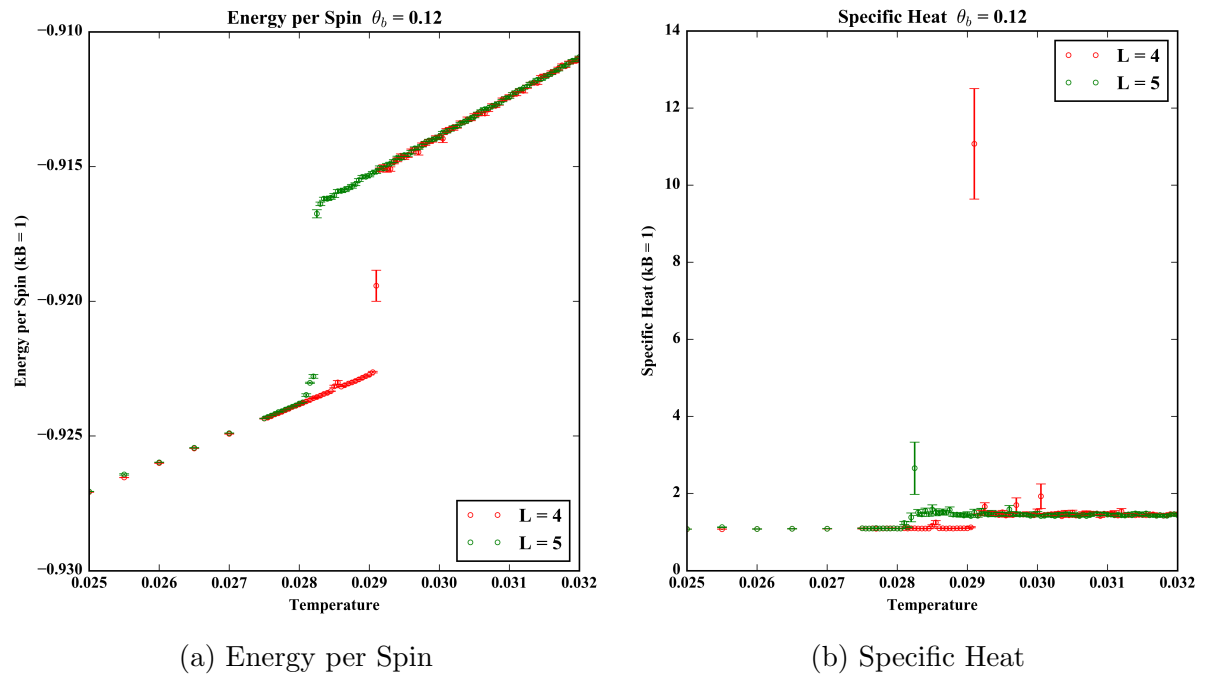 Energy per Spin θ_b = 0.12
Energy per Spin (kB = 1)
−0.910
−0.915
−0.920
−0.925
−0.930
0.025 0.026 0.027 0.028 0.029 0.030 0.031 0.032
Temperature
L = 4
L = 5
(a) Energy per Spin
Specific Heat θ_b = 0.12
Specific Heat (kB = 1)
14
12
10
8
6
4
2
0
0.025 0.026 0.027 0.028 0.029 0.030 0.031 0.032
Temperature
L = 4
L = 5
(b) Specific Heat